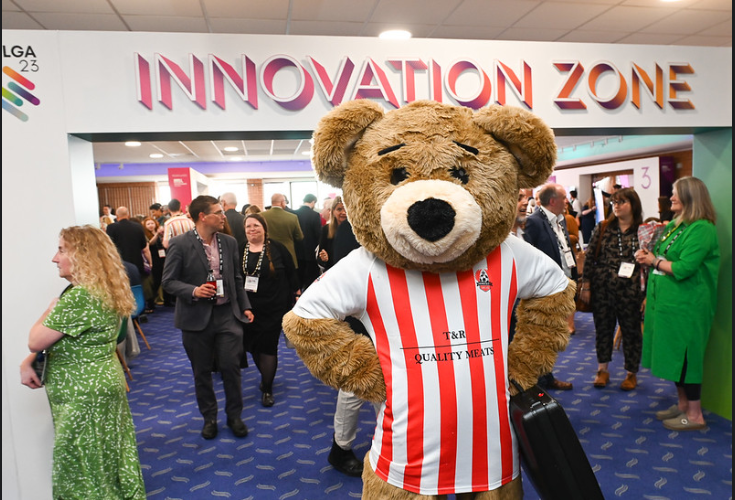 LGA
23
INNOVATION ZONE
3
T&R
QUALITY MEATS